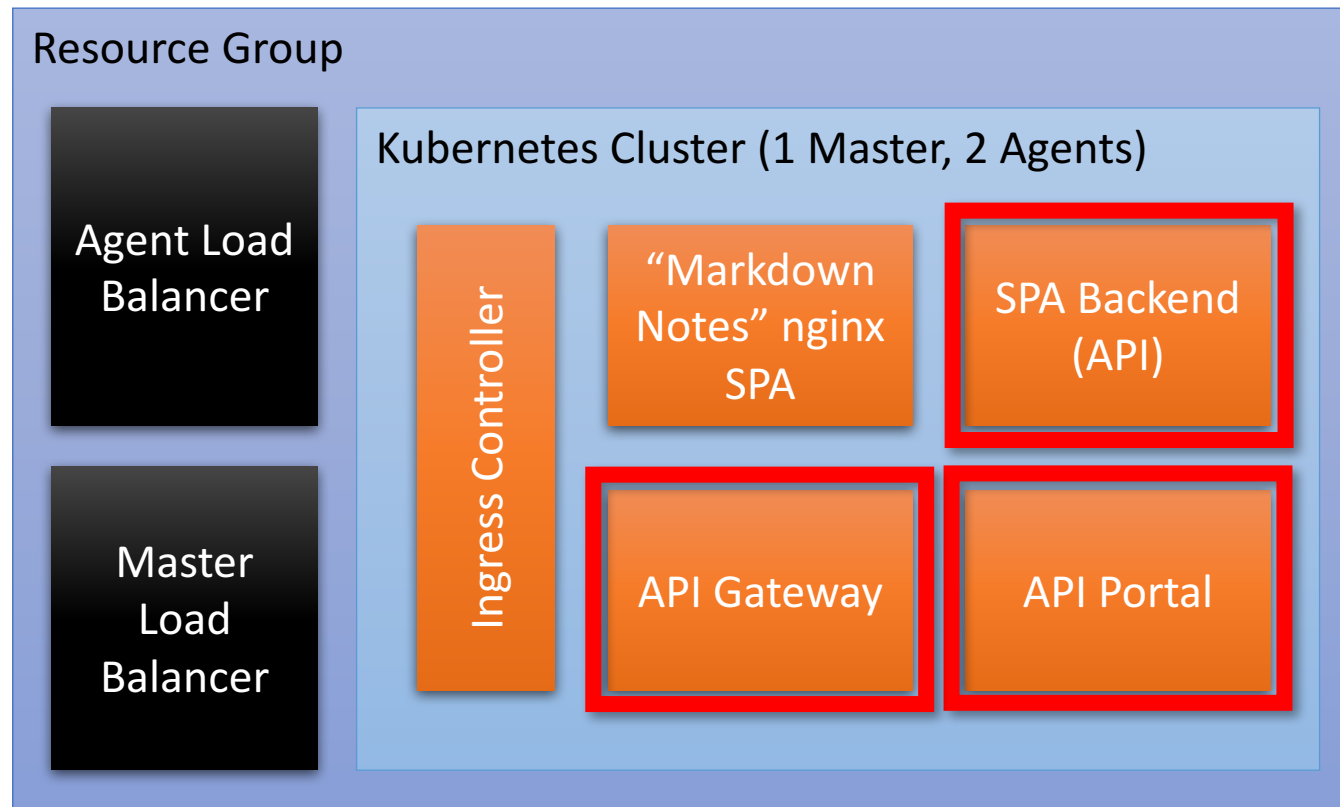 Resource Group
Agent Load
Balancer
Master
Load
Balancer
Kubernetes Cluster (1 Master, 2 Agents)
Ingress Controller
“Markdown
Notes” nginx
SPA
SPA Backend
(API)
API Gateway
API Portal